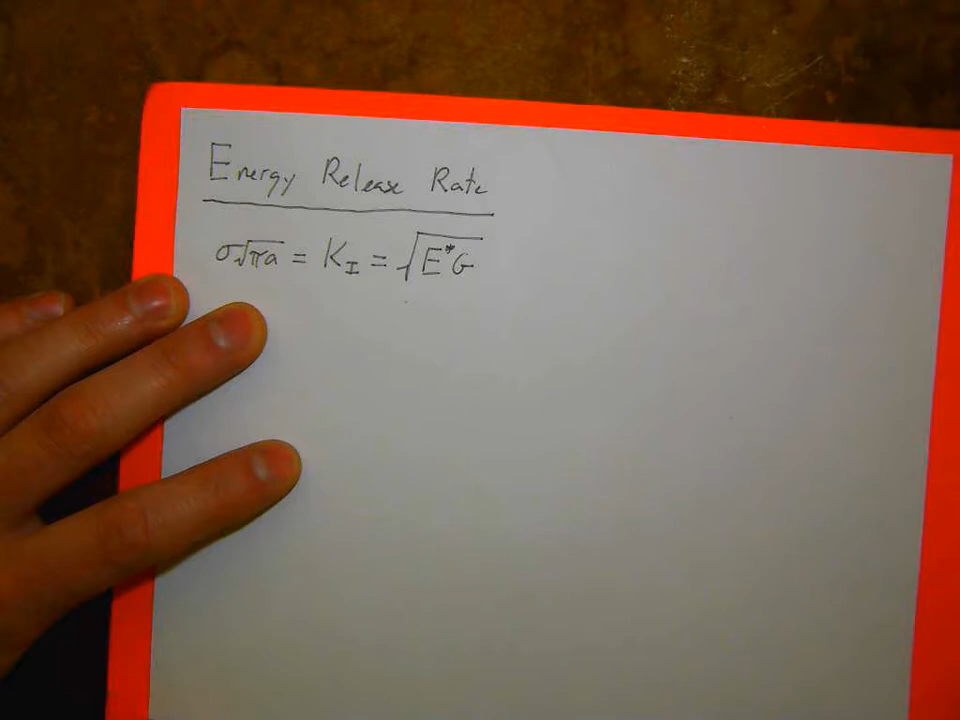 Energy Release Rate
σ√πa = K_I = √E*G